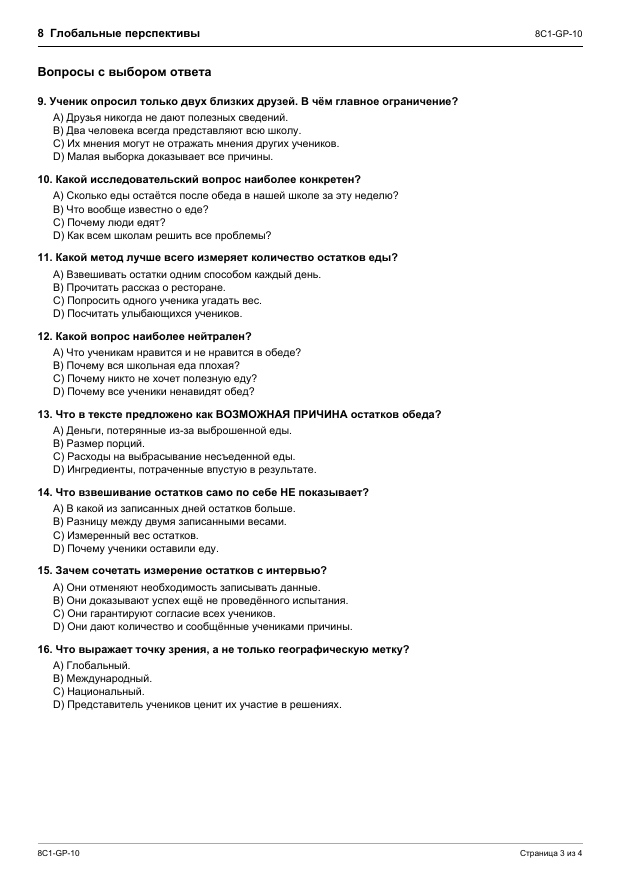 8 Глобальные перспективы
8C1-GP-10
Вопросы с выбором ответа
9. Ученик опросил только двух близких друзей. В чём главное ограничение?
A) Друзья никогда не дают полезных сведений.
B) Два человека всегда представляют всю школу.
C) Их мнения могут не отражать мнения других учеников.
D) Малая выборка доказывает все причины.
10. Какой исследовательский вопрос наиболее конкретен?
A) Сколько еды остаётся после обеда в нашей школе за эту неделю?
B) Что вообще известно о еде?
C) Почему люди едят?
D) Как всем школам решить все проблемы?
11. Какой метод лучше всего измеряет количество остатков еды?
A) Взвешивать остатки одним способом каждый день.
B) Прочитать рассказ о ресторане.
C) Попросить одного ученика угадать вес.
D) Посчитать улыбающихся учеников.
12. Какой вопрос наиболее нейтрален?
A) Что ученикам нравится и не нравится в обеде?
B) Почему вся школьная еда плохая?
C) Почему никто не хочет полезную еду?
D) Почему все ученики ненавидят обед?
13. Что в тексте предложено как ВОЗМОЖНАЯ ПРИЧИНА остатков обеда?
A) Деньги, потерянные из-за выброшенной еды.
B) Размер порций.
C) Расходы на выбрасывание несъеденной еды.
D) Ингредиенты, потраченные впустую в результате.
14. Что взвешивание остатков само по себе НЕ показывает?
A) В какой из записанных дней остатков больше.
B) Разницу между двумя записанными весами.
C) Измеренный вес остатков.
D) Почему ученики оставили еду.
15. Зачем сочетать измерение остатков с интервью?
A) Они отменяют необходимость записывать данные.
B) Они доказывают успех ещё не проведённого испытания.
C) Они гарантируют согласие всех учеников.
D) Они дают количество и сообщённые учениками причины.
16. Что выражает точку зрения, а не только географическую метку?
A) Глобальный.
B) Международный.
C) Национальный.
D) Представитель учеников ценит их участие в решениях.
8C1-GP-10
Страница 3 из 4